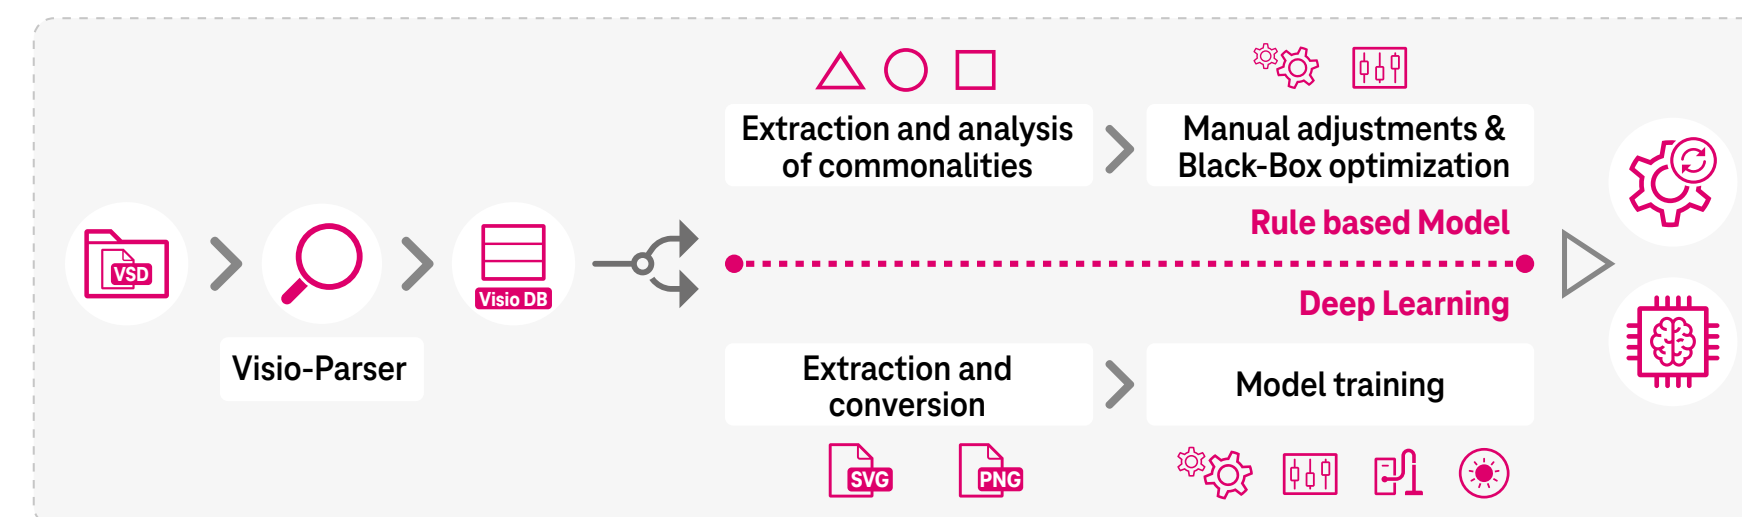 VSD
Visio-Parser
Visio DB
Extraction and analysis
of commonalities
Manual adjustments &
Black-Box optimization
Rule based Model
Deep Learning
Extraction and
conversion
Model training
SVG
PNG